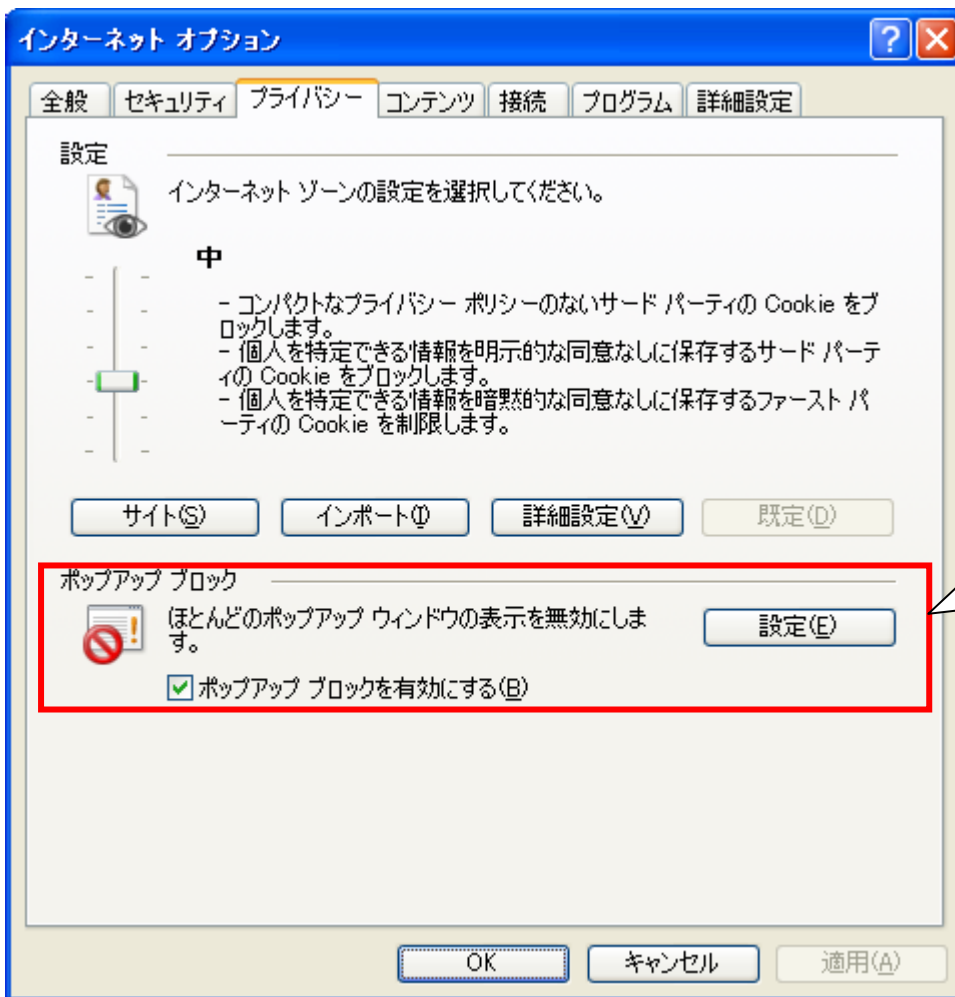 インターネット オプション
全般 セキュリティ プライバシー コンテンツ 接続 プログラム 詳細設定
設定
インターネット ゾーンの設定を選択してください。
中
- コンパクトなプライバシー ポリシーのないサード パーティの Cookie をブ
ロックします。
- 個人を特定できる情報を明示的な同意なしに保存するサード パーテ
ィの Cookie をブロックします。
- 個人を特定できる情報を暗黙的な同意なしに保存するファースト パ
ーティの Cookie を制限します。
サイト(S) インポート(I) 詳細設定(V) 既定(D)
ポップアップ ブロック
ほとんどのポップアップ ウィンドウの表示を無効にしま
す。
設定(E)
ポップアップ ブロックを有効にする(B)
OK キャンセル 適用(A)